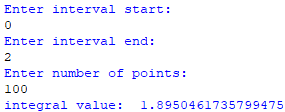 Enter interval start:
0
Enter interval end:
2
Enter number of points:
100
integral value:  1.8950461735799475